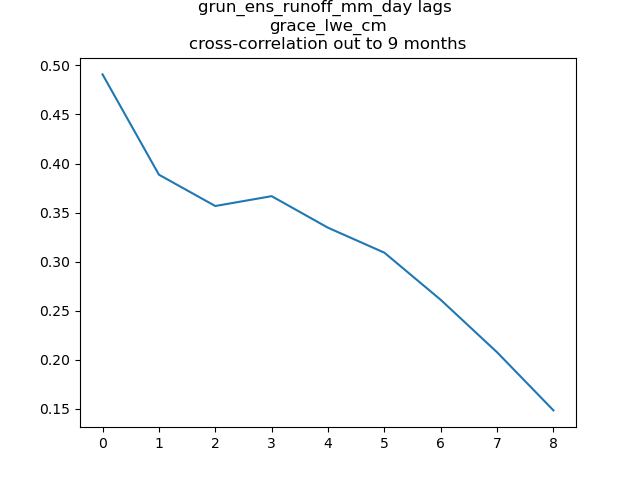 grun_ens_runoff_mm_day lags
grace_lwe_cm
cross-correlation out to 9 months
0.50
0.45
0.40
0.35
0.30
0.25
0.20
0.15
0 1 2 3 4 5 6 7 8